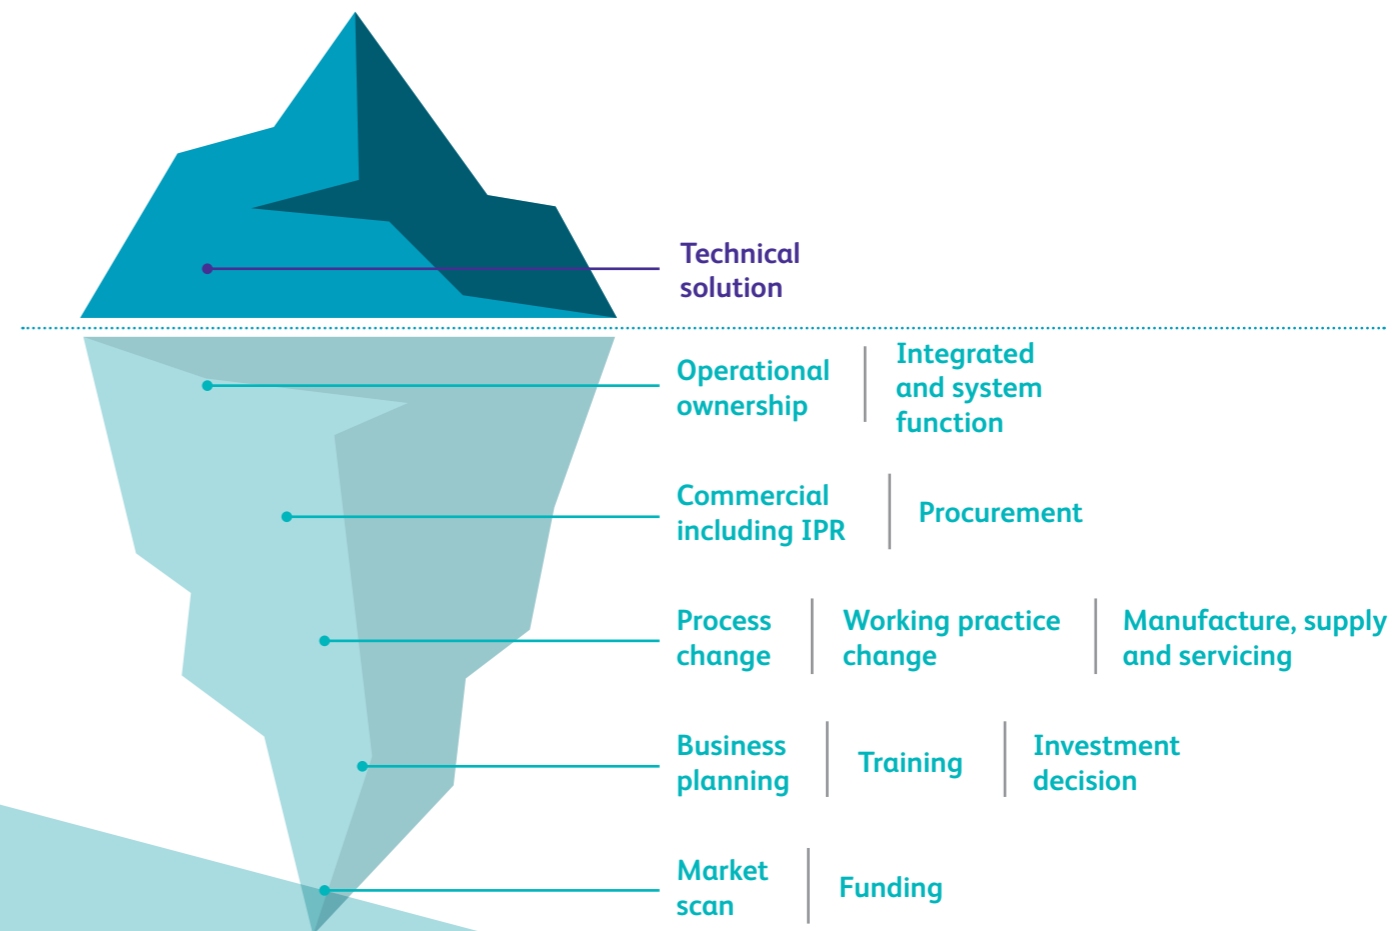 Technical
solution
Operational
ownership
Integrated
and system
function
Commercial
including IPR
Procurement
Process
change
Working practice
change
Manufacture, supply
and servicing
Business
planning
Training
Investment
decision
Market
scan
Funding